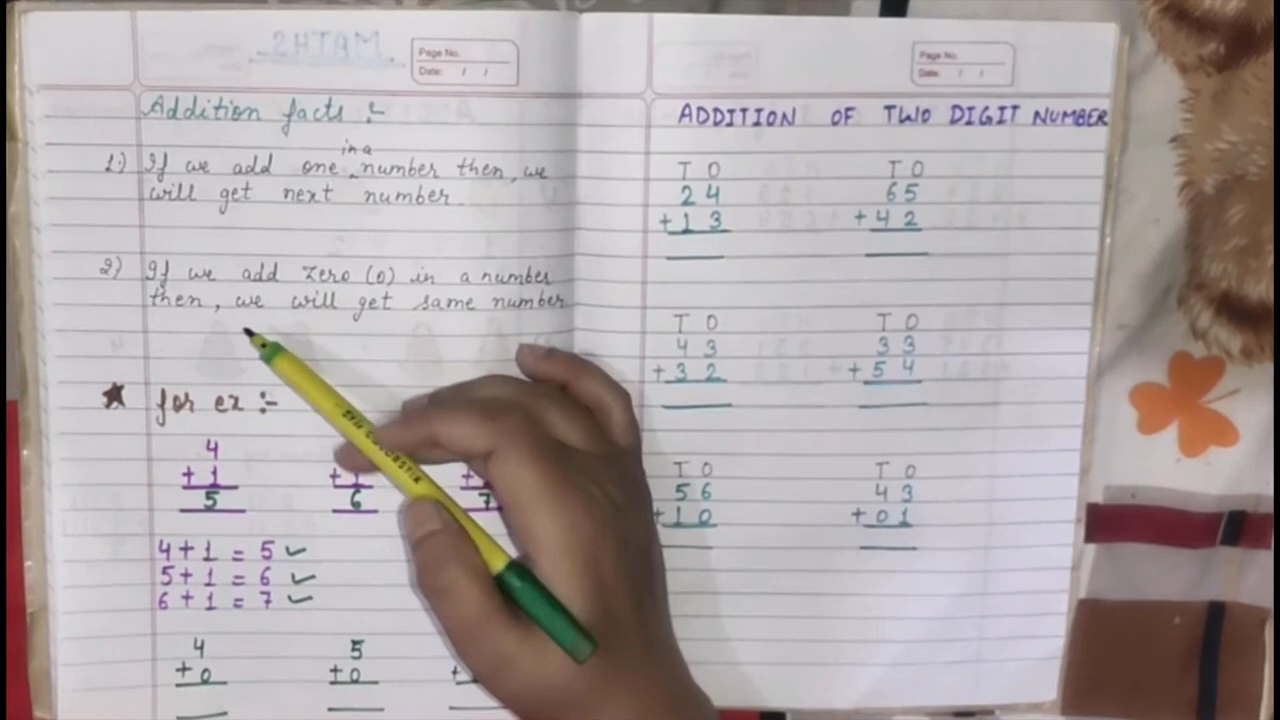 MATHS.
Page No.
Date: / /
Addition facts :-
in a
1.) If we add one number then, we
will get next number.
2) If we add zero (0) in a number
then, we will get same number
for ex :-
4
+ 1
5
+ 1
6
+
7
4 + 1 = 5
5 + 1 = 6
6 + 1 = 7
4
+ 0
5
+ 0
+
Page No.
Date: / /
ADDITION OF TWO DIGIT NUMBER
T O
2 4
+ 1 3
T O
6 5
+ 4 2
T O
4 3
+ 3 2
T O
3 3
+ 5 4
T O
5 6
+ 1 0
T O
4 3
+ 0 1